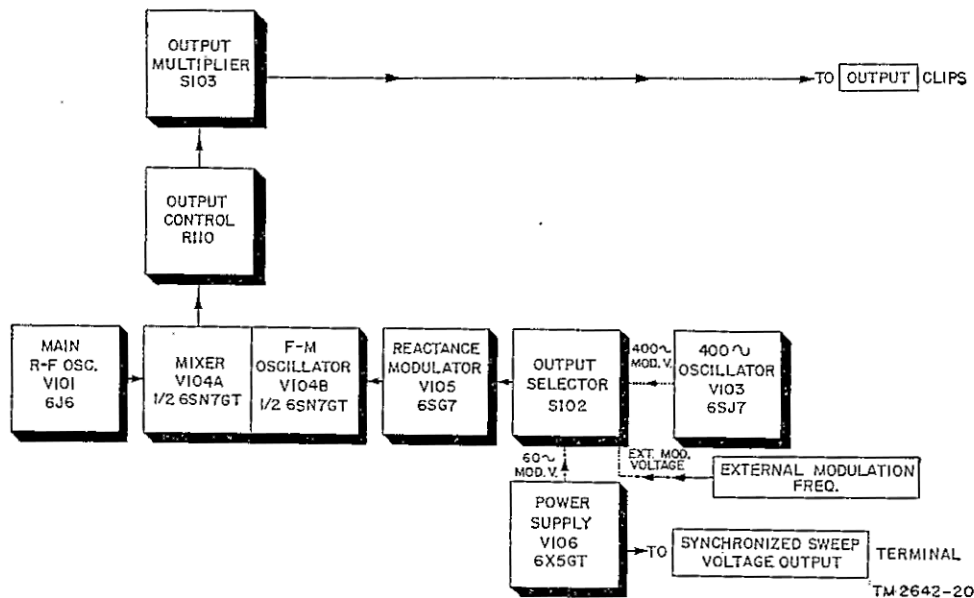 OUTPUT
MULTIPLIER
S103
TO OUTPUT CLIPS
OUTPUT
CONTROL
R110
MAIN
R-F OSC.
V101
6J6
MIXER
V104A
1/2 6SN7GT
F-M
OSCILLATOR
V104B
1/2 6SN7GT
REACTANCE
MODULATOR
V105
6SG7
OUTPUT
SELECTOR
S102
400~
MOD. V.
400~
OSCILLATOR
V103
6SJ7
60~
MOD. V.
EXT. MOD.
VOLTAGE
EXTERNAL MODULATION
FREQ.
POWER
SUPPLY
V106
6X5GT
TO SYNCHRONIZED SWEEP TERMINAL
VOLTAGE OUTPUT
TM 2642-20